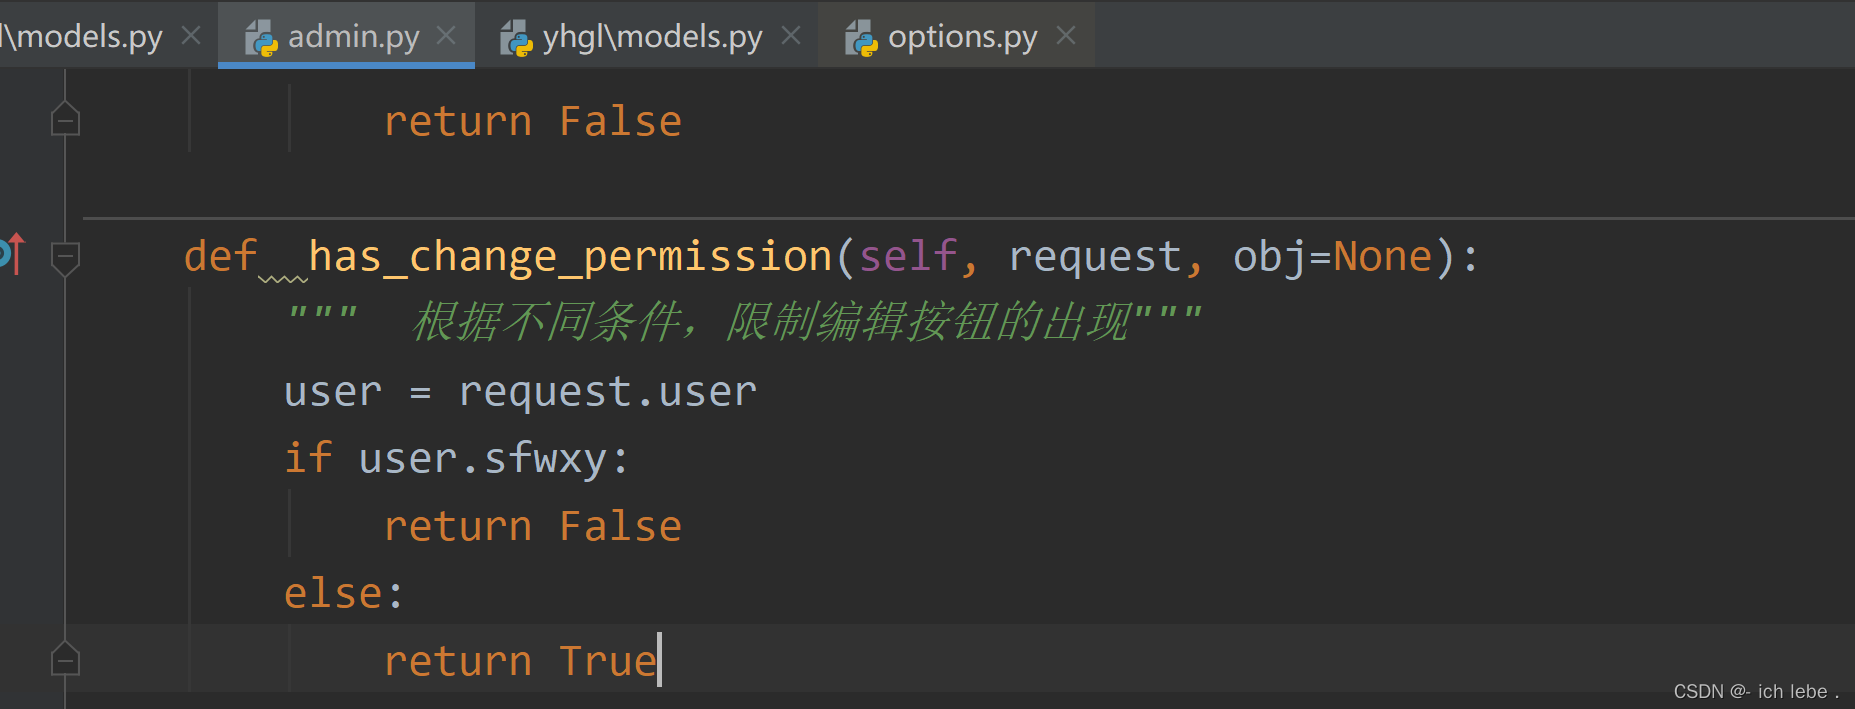 l\models.py admin.py yhgl\models.py options.py
return False
def  has_change_permission(self, request, obj=None):
"""  根据不同条件，限制编辑按钮的出现"""
user = request.user
if user.sfwxy:
return False
else:
return True
CSDN @- ich lebe .